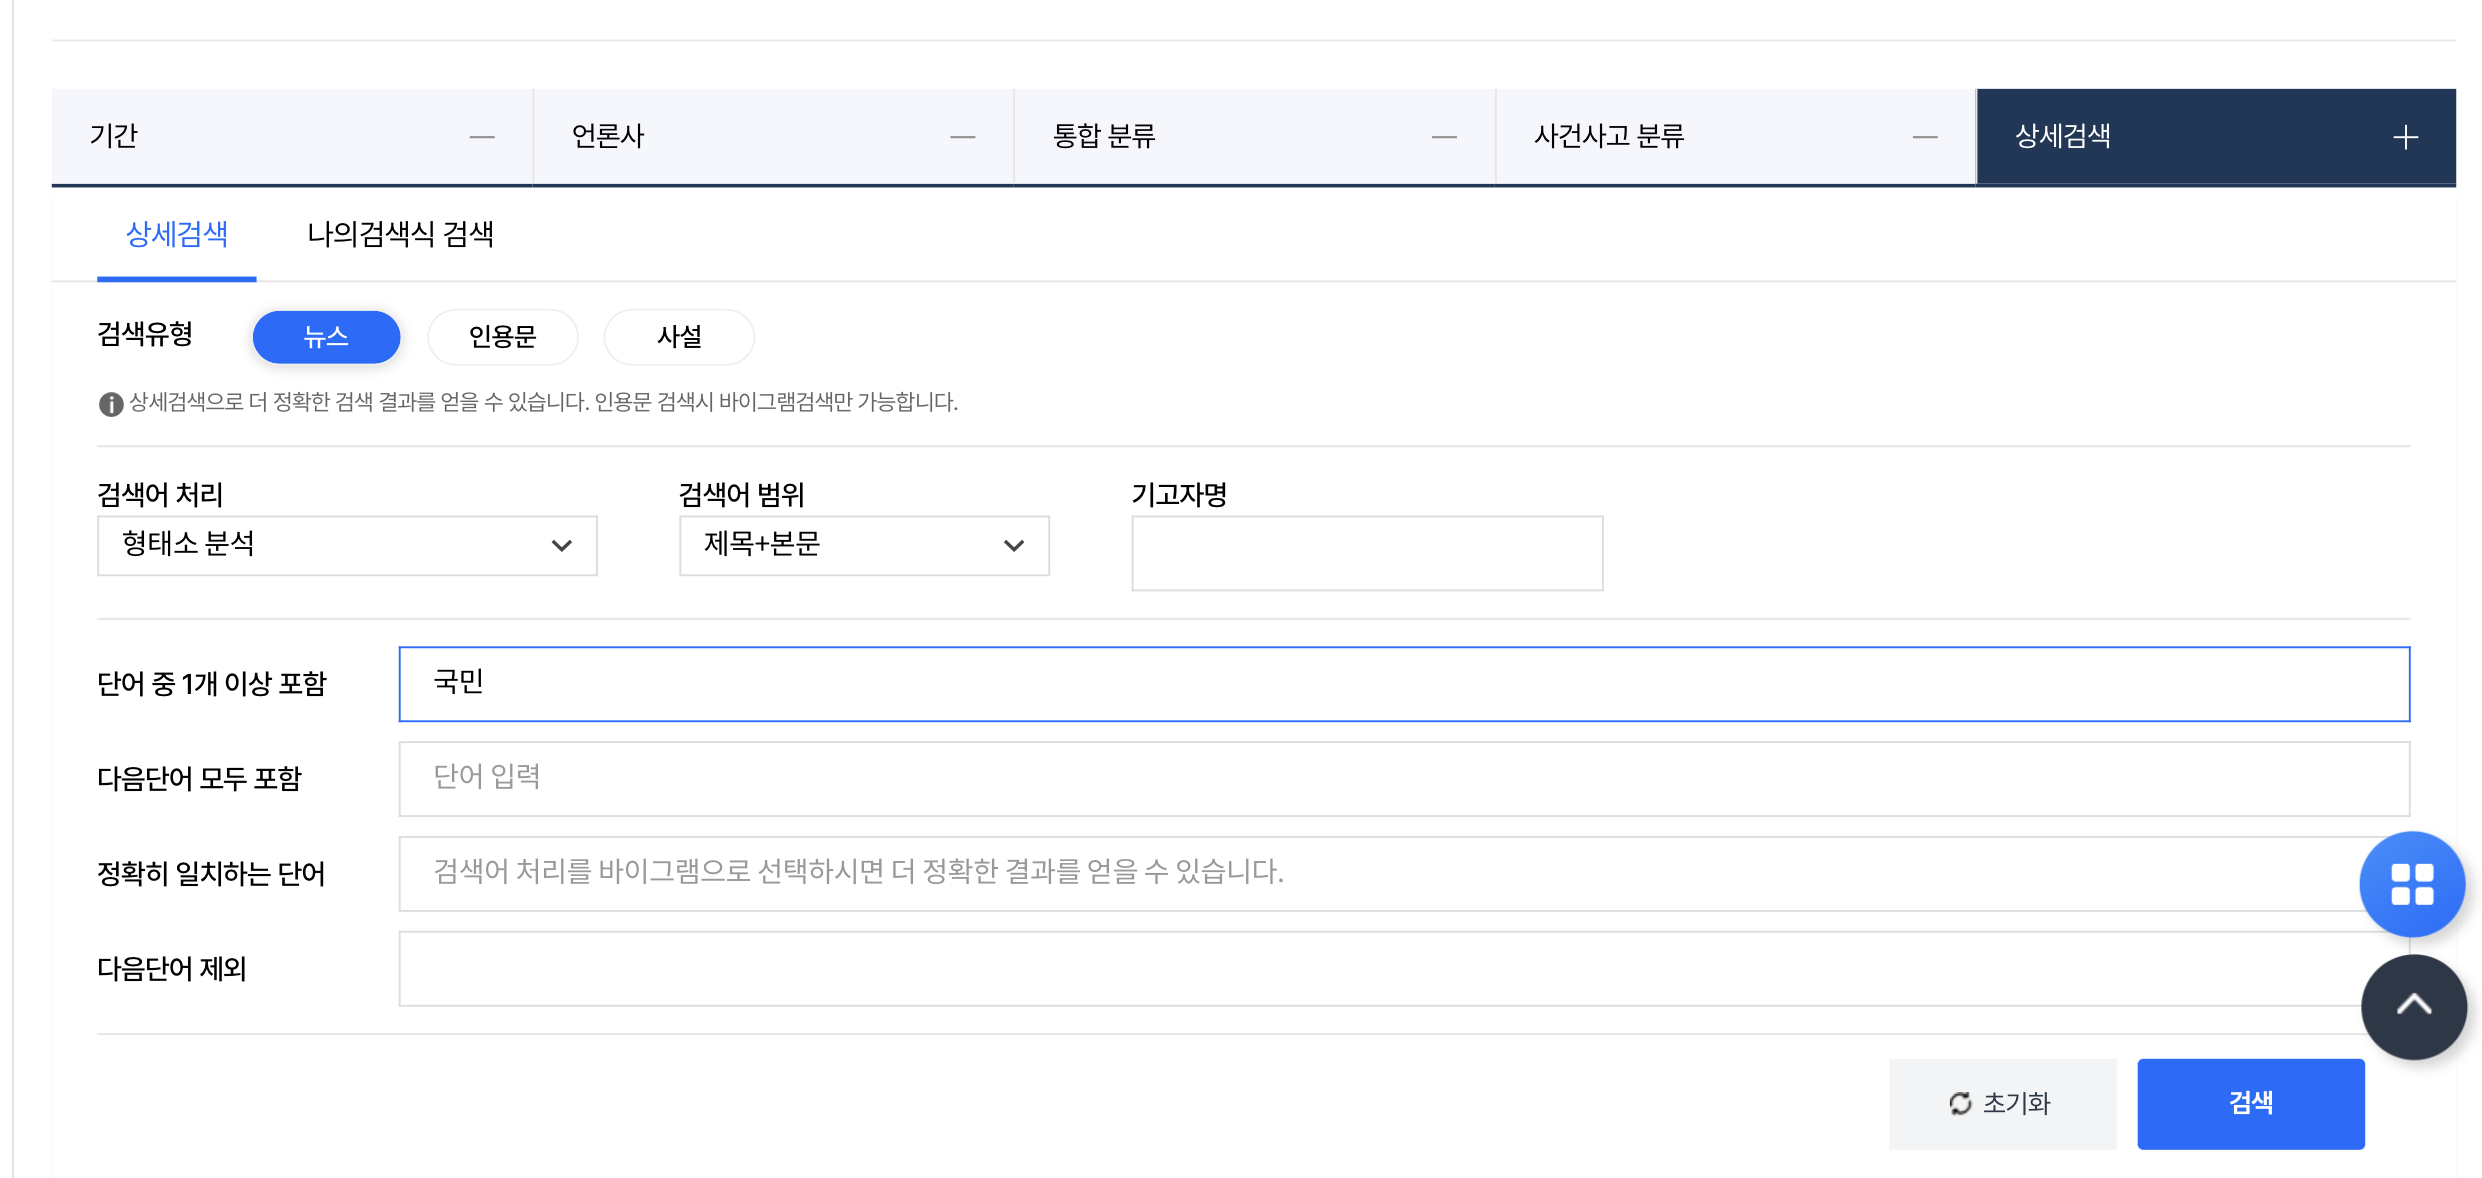 기간
언론사
통합 분류
사건사고 분류
상세검색
상세검색 나의검색식 검색
검색유형 뉴스 인용문 사설
상세검색으로 더 정확한 검색 결과를 얻을 수 있습니다. 인용문 검색시 바이그램검색만 가능합니다.
검색어 처리 검색어 범위 기고자명
형태소 분석 제목+본문
단어 중 1개 이상 포함 국민
다음단어 모두 포함 단어 입력
정확히 일치하는 단어 검색어 처리를 바이그램으로 선택하시면 더 정확한 결과를 얻을 수 있습니다.
다음단어 제외
초기화 검색